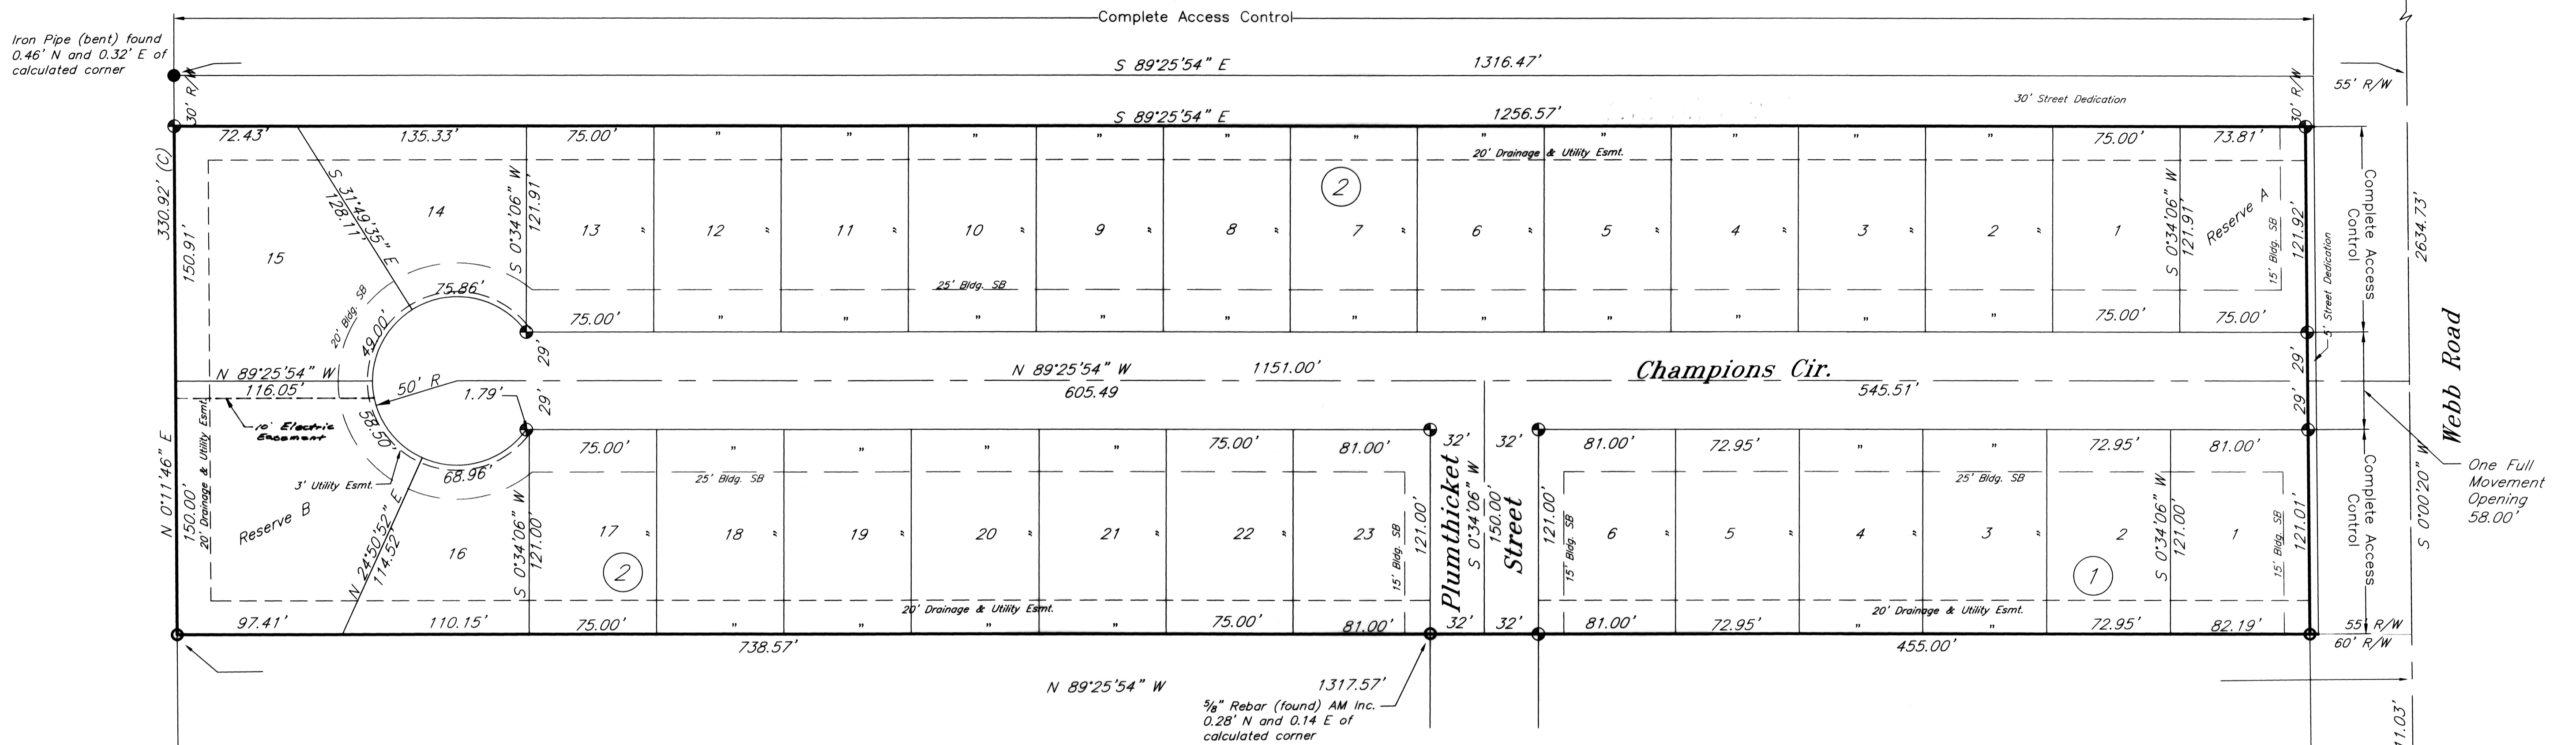 Complete Access Control
Iron Pipe (bent) found
0.46' N and 0.32' E of
calculated corner
S 89°25'54" E 1316.47'
55' R/W
30' R/W
30' R/W
30' Street Dedication
S 89°25'54" E 1256.57'
72.43' 135.33' 75.00' " " " " " " " " " " " 75.00' 73.81'
20' Drainage & Utility Esmt.
330.92' (C)
150.91'
S 31°49'35" E
128.11'
S 0°34'06" W
121.91'
2
S 0°34'06" W
121.91'
Reserve A
15' Bldg. SB
121.92'
Complete Access
Control
2634.73'
15 14 13 " 12 " 11 " 10 " 9 " 8 " 7 " 6 " 5 " 4 " 3 " 2 " 1
5' Street Dedication
25' Bldg. SB
20' Bldg. SB
75.86'
49.00'
75.00' " " " " " " " " " " " 75.00' 75.00'
29'
29'
N 89°25'54" W
116.05'
50' R
1.79'
29'
N 89°25'54" W 1151.00'
605.49
Champions Cir.
545.51'
29'
Webb Road
10' Electric
Easement
58.50'
3' Utility Esmt.
68.96'
N 0°11'46" E
150.00'
20' Drainage & Utility Esmt.
Reserve B
N 24°50'52" E
114.52'
S 0°34'06" W
121.00'
75.00' " " " " 75.00' 81.00'
32' 32'
81.00' 72.95' " " 72.95' 81.00'
25' Bldg. SB
25' Bldg. SB
16 17 " 18 " 19 " 20 " 21 " 22 " 23
2
15' Bldg. SB
121.00'
Plumthicket
S 0°34'06" W
150.00'
Street
121.00'
15' Bldg. SB
6 " 5 " 4 " 3 " 2 1
1
S 0°34'06" W
121.00'
15' Bldg. SB
121.01'
Complete Access
Control
S 0°00'20" W
One Full
Movement
Opening
58.00'
20' Drainage & Utility Esmt.
20' Drainage & Utility Esmt.
97.41' 110.15' 75.00' " " " " 75.00' 81.00' 32' 32' 81.00' 72.95' " " 72.95' 82.19'
55' R/W
60' R/W
738.57'
455.00'
N 89°25'54" W 1317.57'
5/8" Rebar (found) AM Inc.
0.28' N and 0.14 E of
calculated corner
11.03'